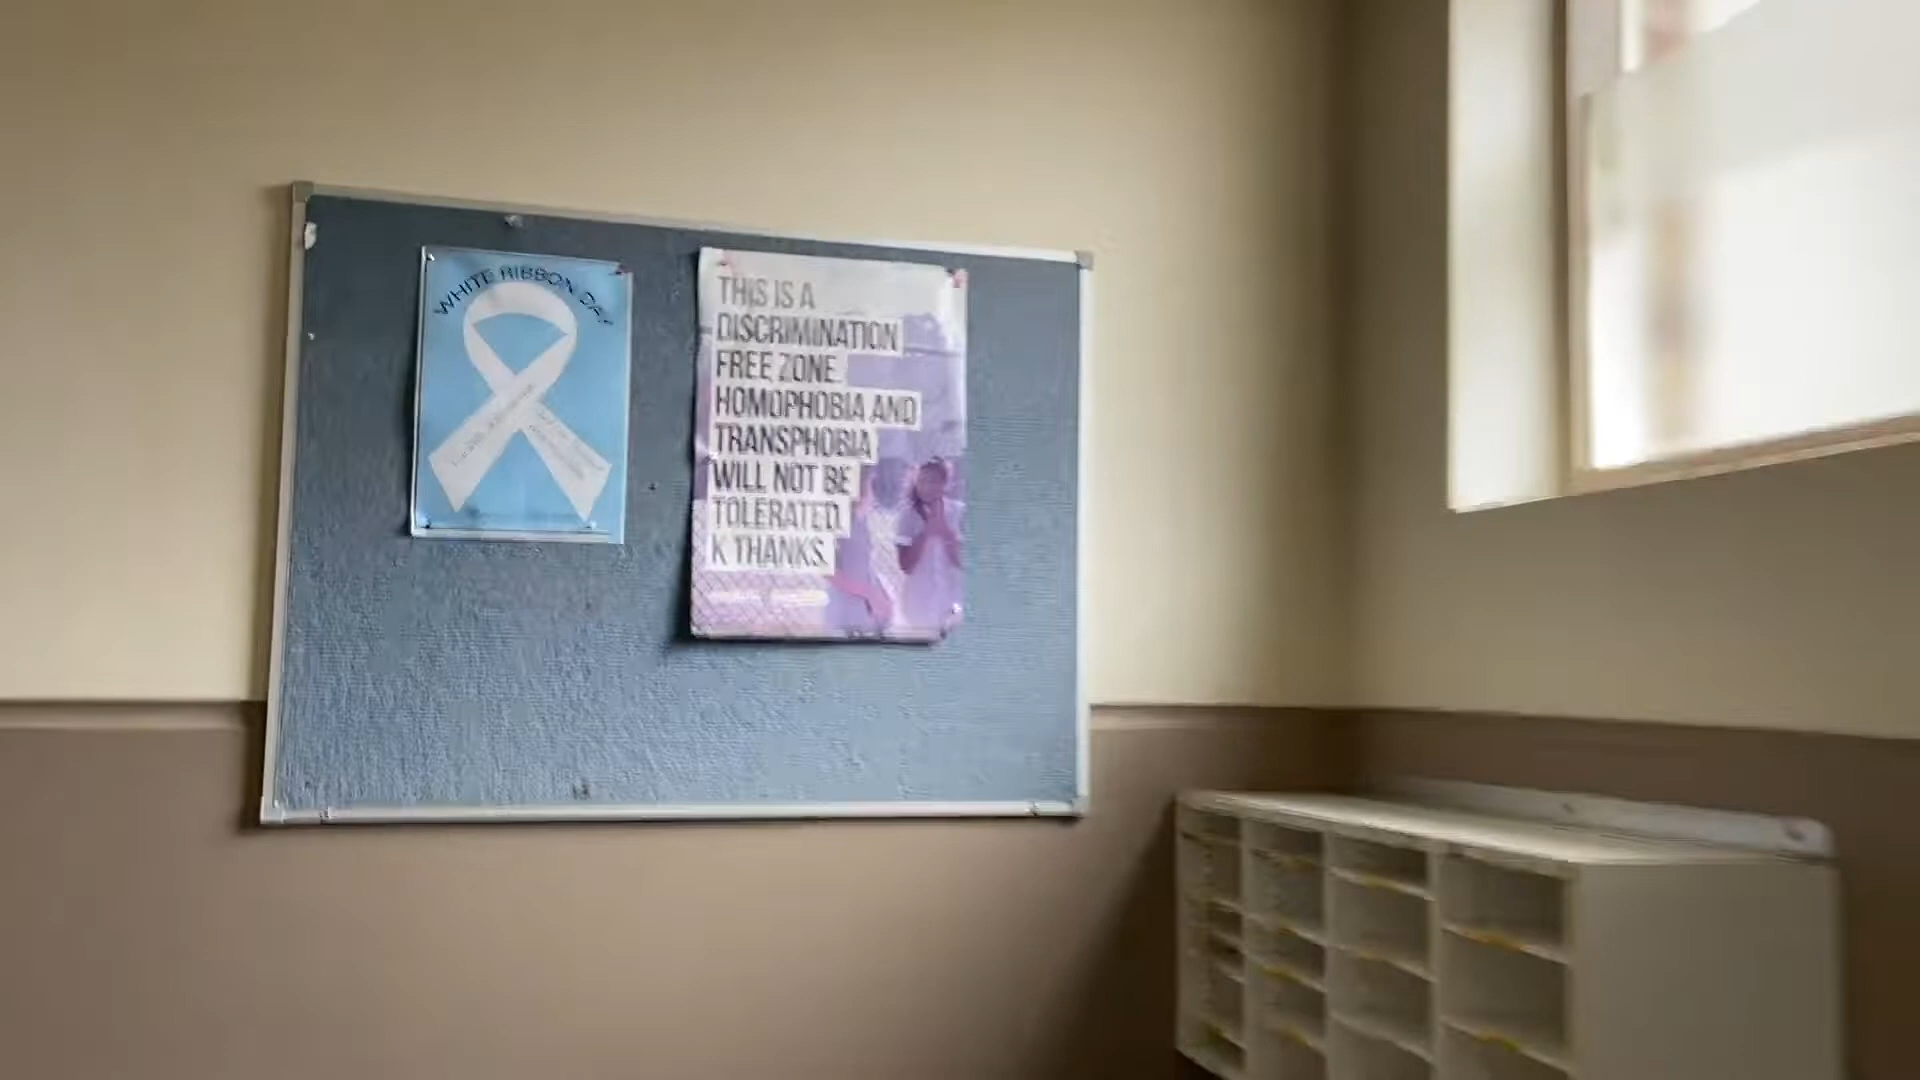 WHITE RIBBON DAY
THIS IS A
DISCRIMINATION
FREE ZONE.
HOMOPHOBIA AND
TRANSPHOBIA
WILL NOT BE
TOLERATED.
K THANKS.